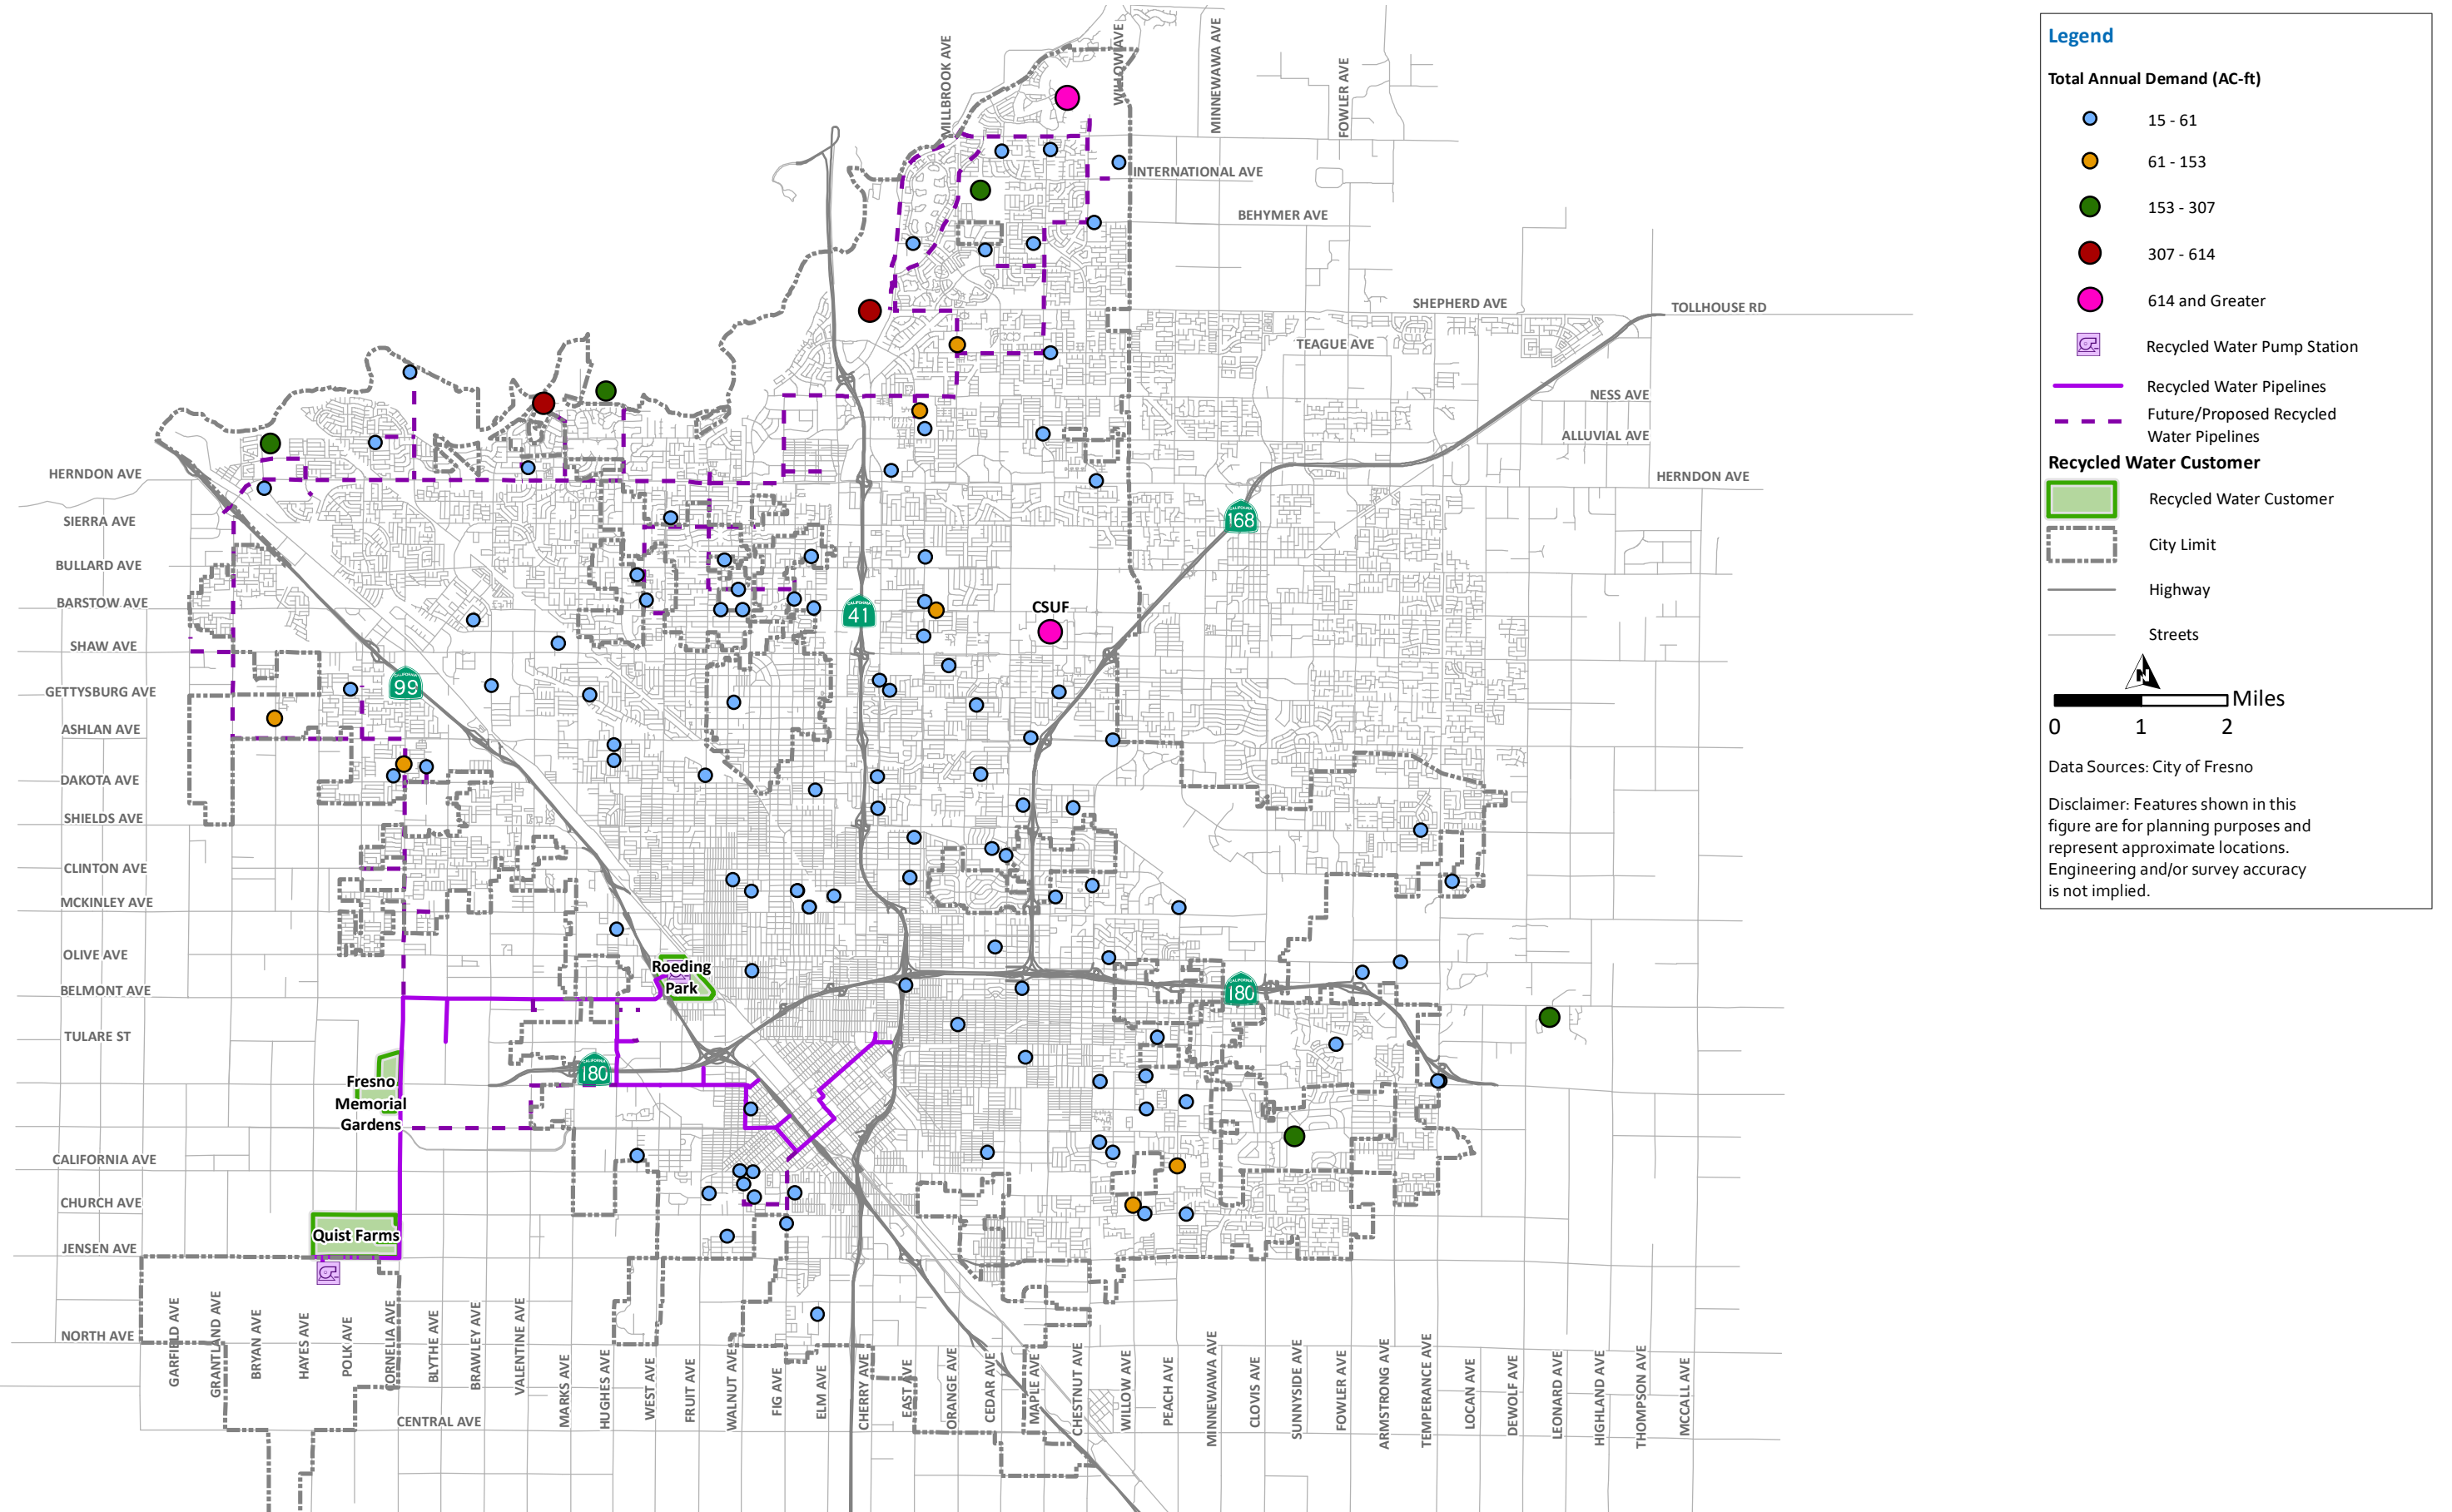 MILLBROOK AVE
WILLOW AVE
MINNEWAWA AVE
FOWLER AVE
INTERNATIONAL AVE
BEHYMER AVE
SHEPHERD AVE
TOLLHOUSE RD
TEAGUE AVE
NESS AVE
ALLUVIAL AVE
HERNDON AVE
HERNDON AVE
SIERRA AVE
CALIFORNIA
168
BULLARD AVE
BARSTOW AVE
CALIFORNIA
41
CSUF
SHAW AVE
CALIFORNIA
99
GETTYSBURG AVE
ASHLAN AVE
DAKOTA AVE
SHIELDS AVE
CLINTON AVE
MCKINLEY AVE
OLIVE AVE
Roeding
Park
BELMONT AVE
CALIFORNIA
180
TULARE ST
CALIFORNIA
180
Fresno
Memorial
Gardens
CALIFORNIA AVE
CHURCH AVE
Quist Farms
JENSEN AVE
NORTH AVE
GARFIELD AVE
GRANTLAND AVE
BRYAN AVE
HAYES AVE
POLK AVE
CORNELIA AVE
BLYTHE AVE
BRAWLEY AVE
VALENTINE AVE
MARKS AVE
HUGHES AVE
WEST AVE
FRUIT AVE
WALNUT AVE
FIG AVE
ELM AVE
CHERRY AVE
EAST AVE
ORANGE AVE
CEDAR AVE
MAPLE AVE
CHESTNUT AVE
WILLOW AVE
PEACH AVE
MINNEWAWA AVE
CLOVIS AVE
SUNNYSIDE AVE
FOWLER AVE
ARMSTRONG AVE
TEMPERANCE AVE
LOCAN AVE
DEWOLF AVE
LEONARD AVE
HIGHLAND AVE
THOMPSON AVE
MCCALL AVE
CENTRAL AVE
Legend
Total Annual Demand (AC-ft)
15 - 61
61 - 153
153 - 307
307 - 614
614 and Greater
Recycled Water Pump Station
Recycled Water Pipelines
Future/Proposed Recycled
Water Pipelines
Recycled Water Customer
Recycled Water Customer
City Limit
Highway
Streets
N
Miles
0 1 2
Data Sources: City of Fresno
Disclaimer: Features shown in this
figure are for planning purposes and
represent approximate locations.
Engineering and/or survey accuracy
is not implied.